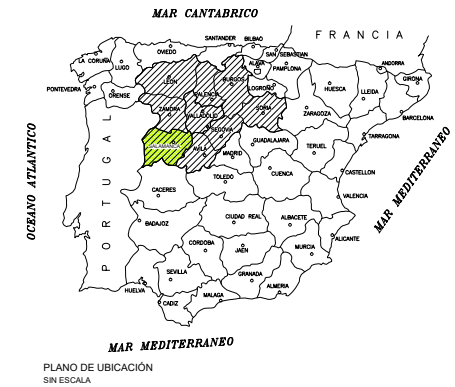 MAR CANTABRICO
FRANCIA
SANTANDER
BILBAO
OVIEDO
SAN SEBASTIAN
LA CORUÑA
LUGO
ALAVA
PAMPLONA
ANDORRA
LEON
BURGOS
GIRONA
PONTEVEDRA
ORENSE
PALENCIA
LOGROÑO
HUESCA
LLEIDA
ZAMORA
VALLADOLID
SORIA
ZARAGOZA
BARCELONA
SEGOVIA
TARRAGONA
SALAMANCA
AVILA
MADRID
GUADALAJARA
TERUEL
OCEANO ATLANTICO
PORTUGAL
MAR MEDITERRANEO
CACERES
TOLEDO
CUENCA
CASTELLON
VALENCIA
BADAJOZ
CIUDAD REAL
ALBACETE
ALICANTE
CORDOBA
JAEN
MURCIA
SEVILLA
GRANADA
HUELVA
ALMERIA
CADIZ
MALAGA
MAR MEDITERRANEO
PLANO DE UBICACIÓN
SIN ESCALA